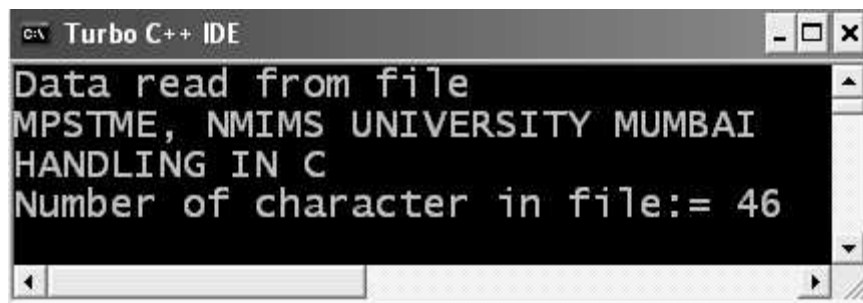 Turbo C++ IDE
Data read from file
MPSTME, NMIMS UNIVERSITY MUMBAI
HANDLING IN C
Number of character in file:= 46